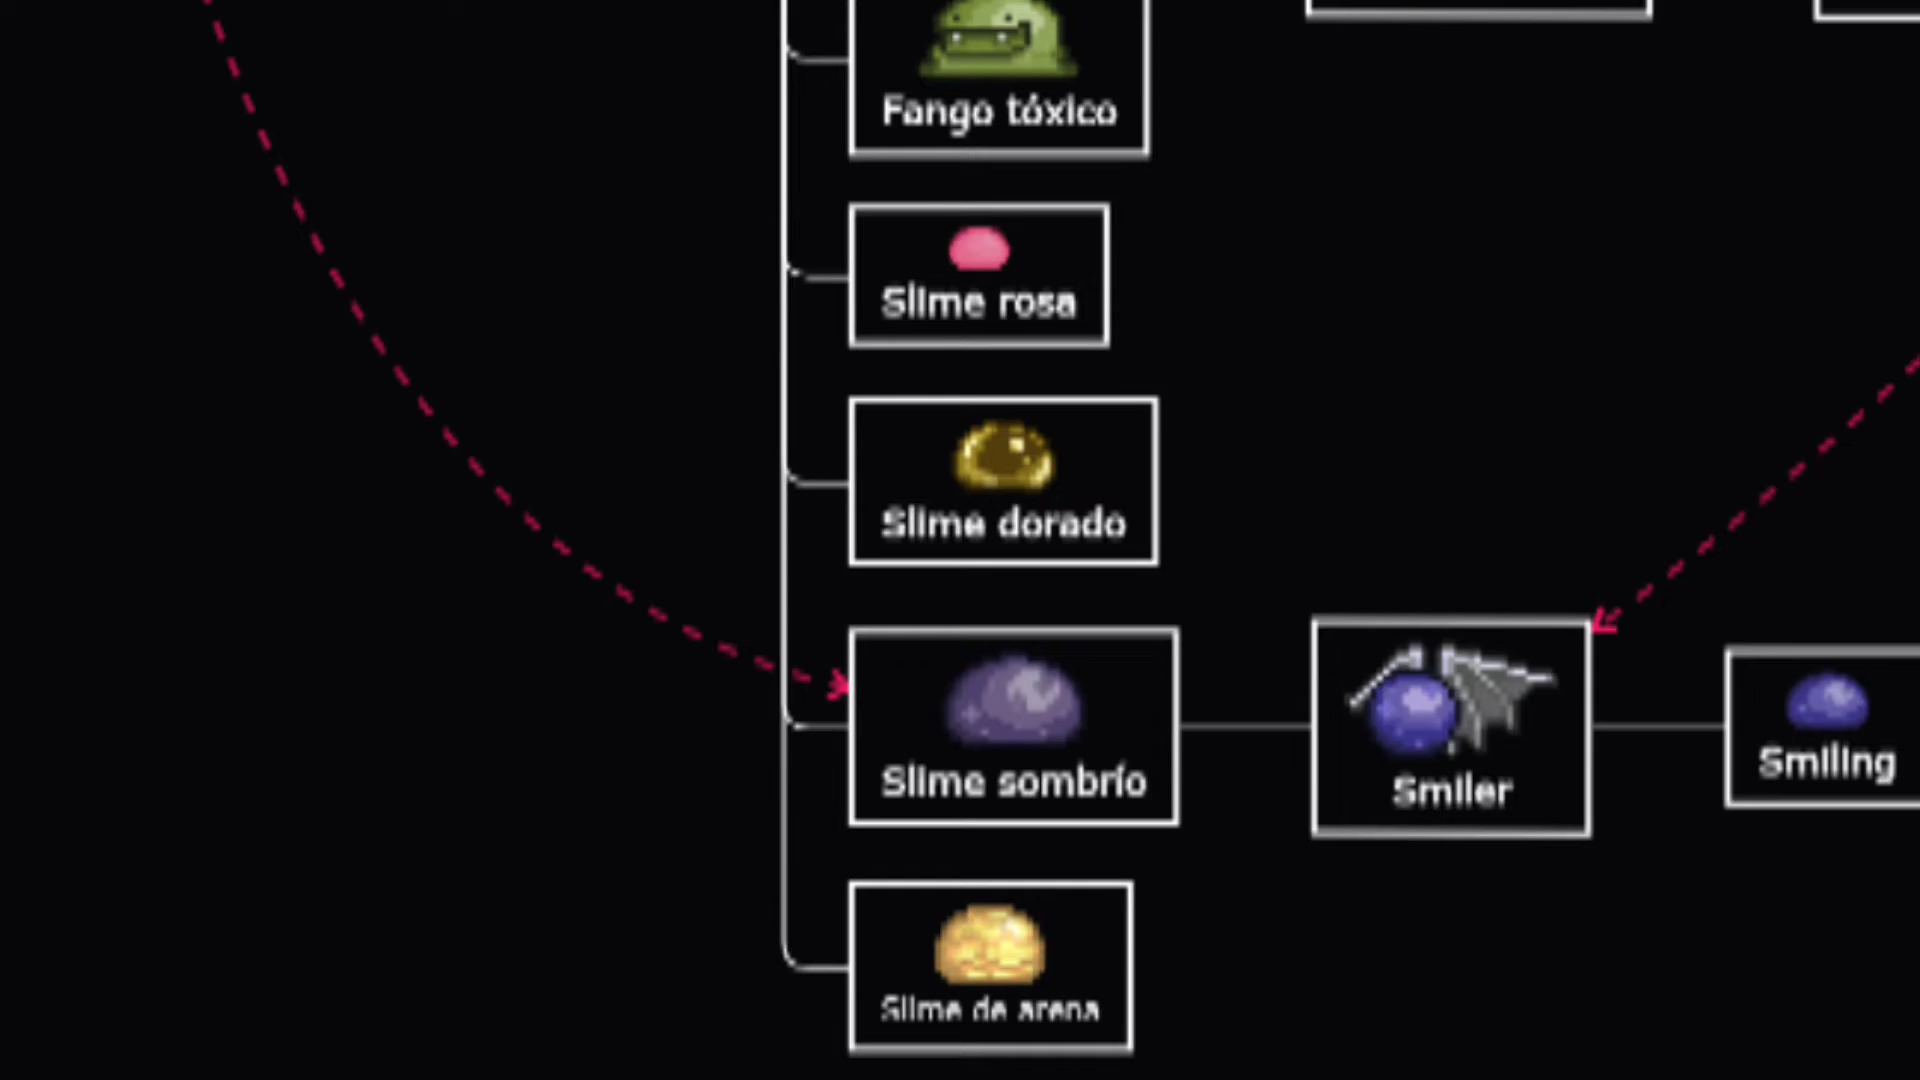 Fango tóxico
Slime rosa
Slime dorado
Slime sombrío
Smiler
Smiling
Slime de arena